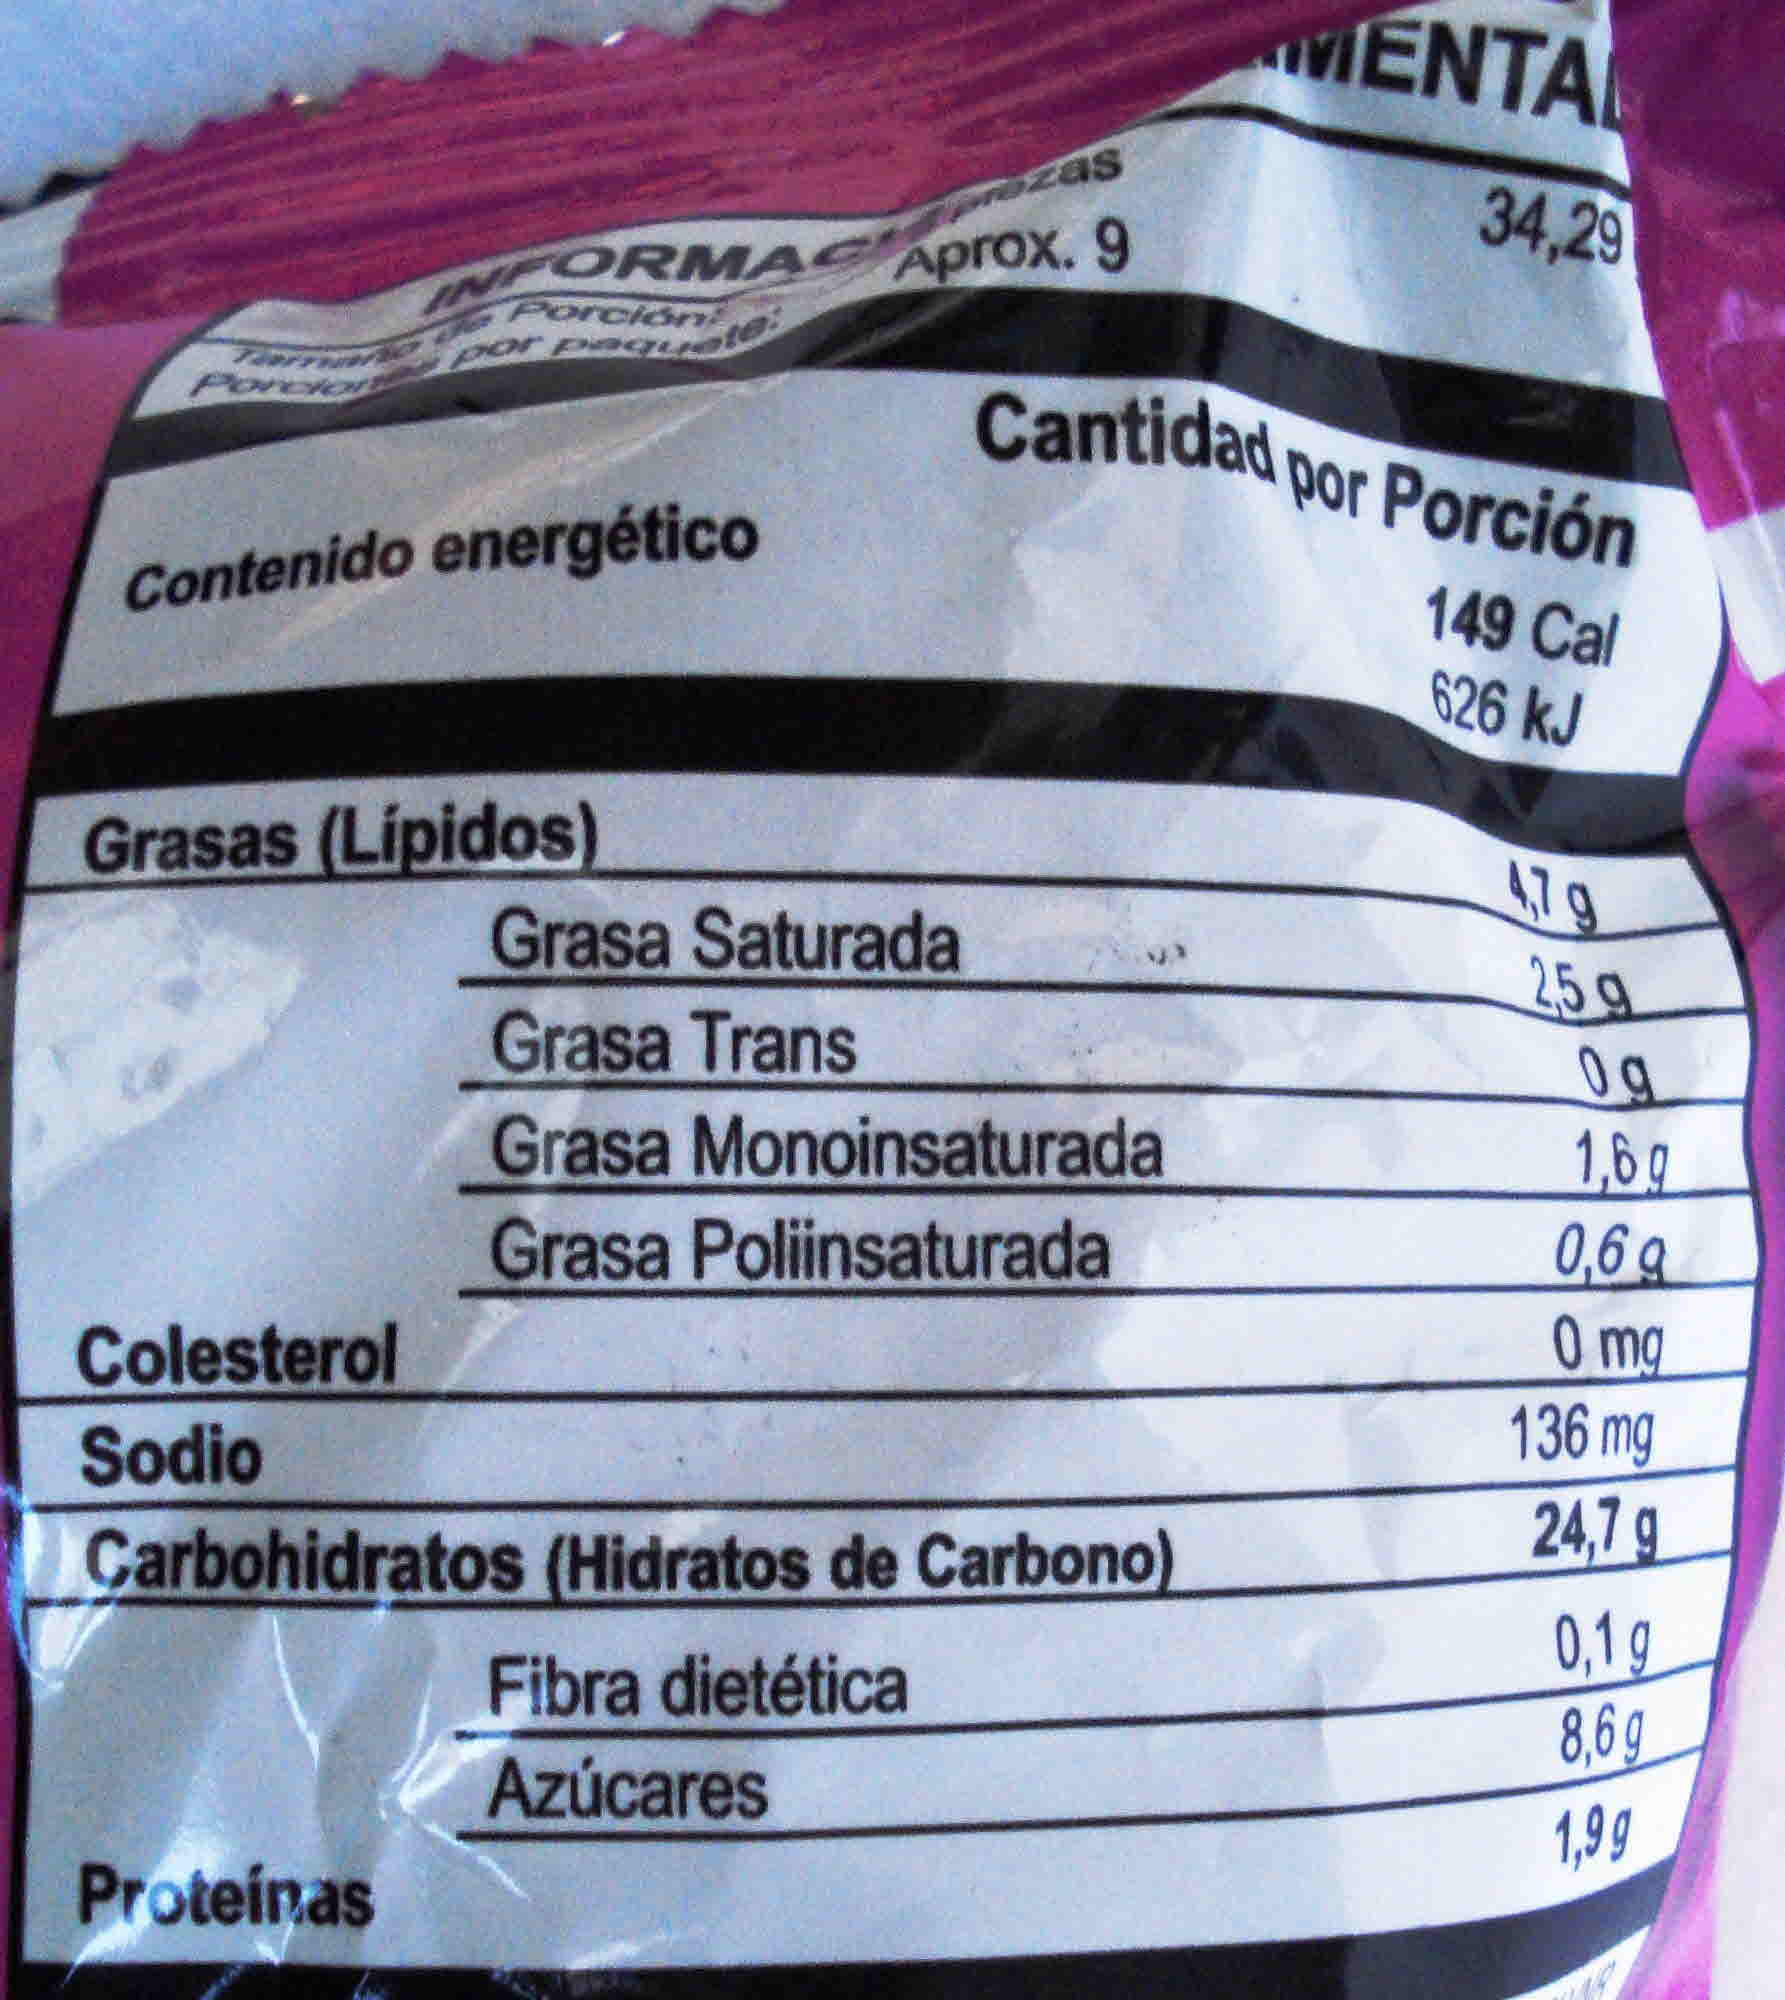 INFORMAC MENTAL
Tamaño de Porción: piezas 34,29
Porciones por paquete: Aprox. 9
Cantidad por Porción
Contenido energético 149 Cal
626 kJ
Grasas (Lípidos) 4,7 g
Grasa Saturada 2,5 g
Grasa Trans 0 g
Grasa Monoinsaturada 1,6 g
Grasa Poliinsaturada 0,6 g
Colesterol 0 mg
Sodio 136 mg
Carbohidratos (Hidratos de Carbono) 24,7 g
Fibra dietética 0,1 g
Azúcares 8,6 g
Proteínas 1,9 g